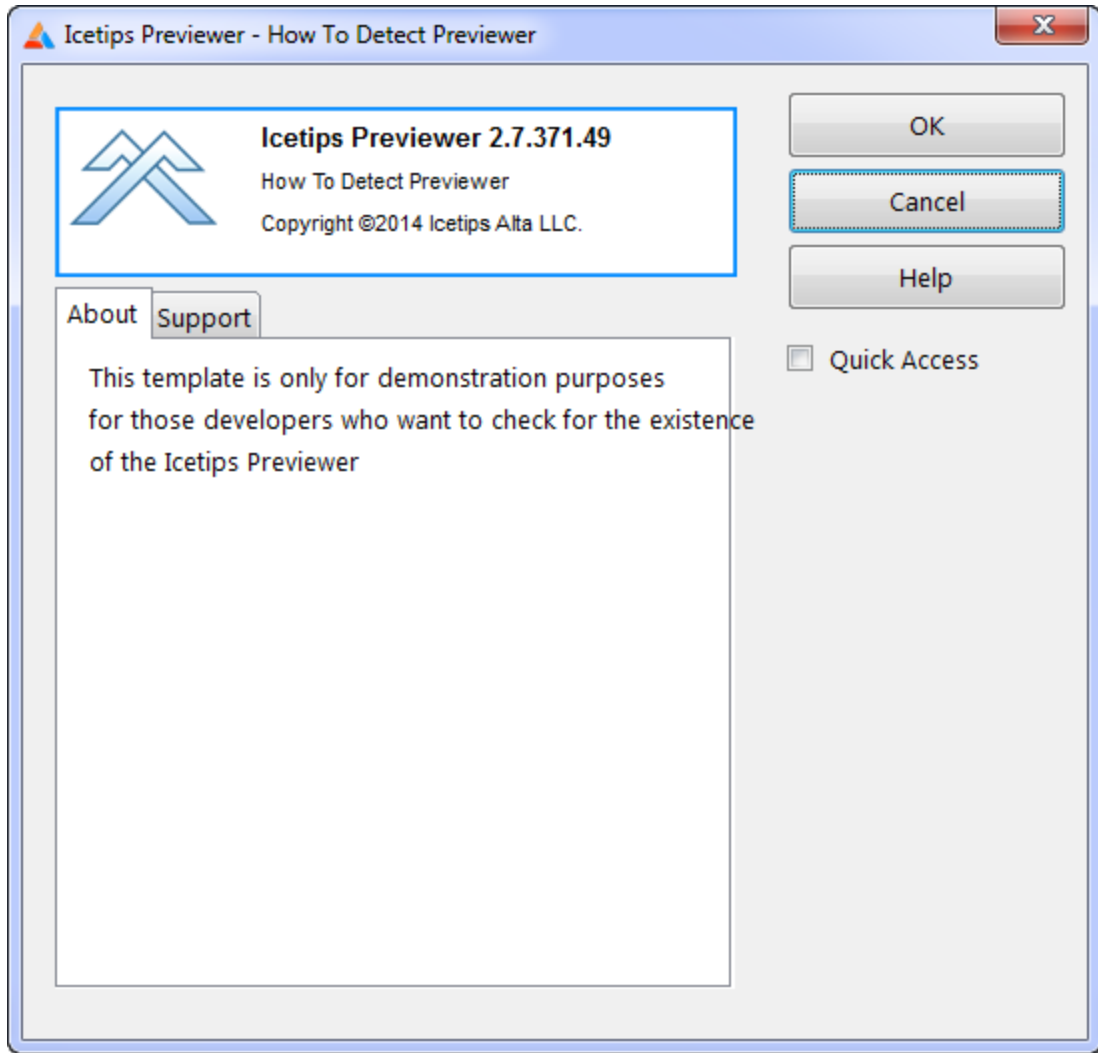 Icetips Previewer - How To Detect Previewer
Icetips Previewer 2.7.371.49
How To Detect Previewer
Copyright ©2014 Icetips Alta LLC.
OK
Cancel
Help
Quick Access
About
Support
This template is only for demonstration purposes
for those developers who want to check for the existence
of the Icetips Previewer